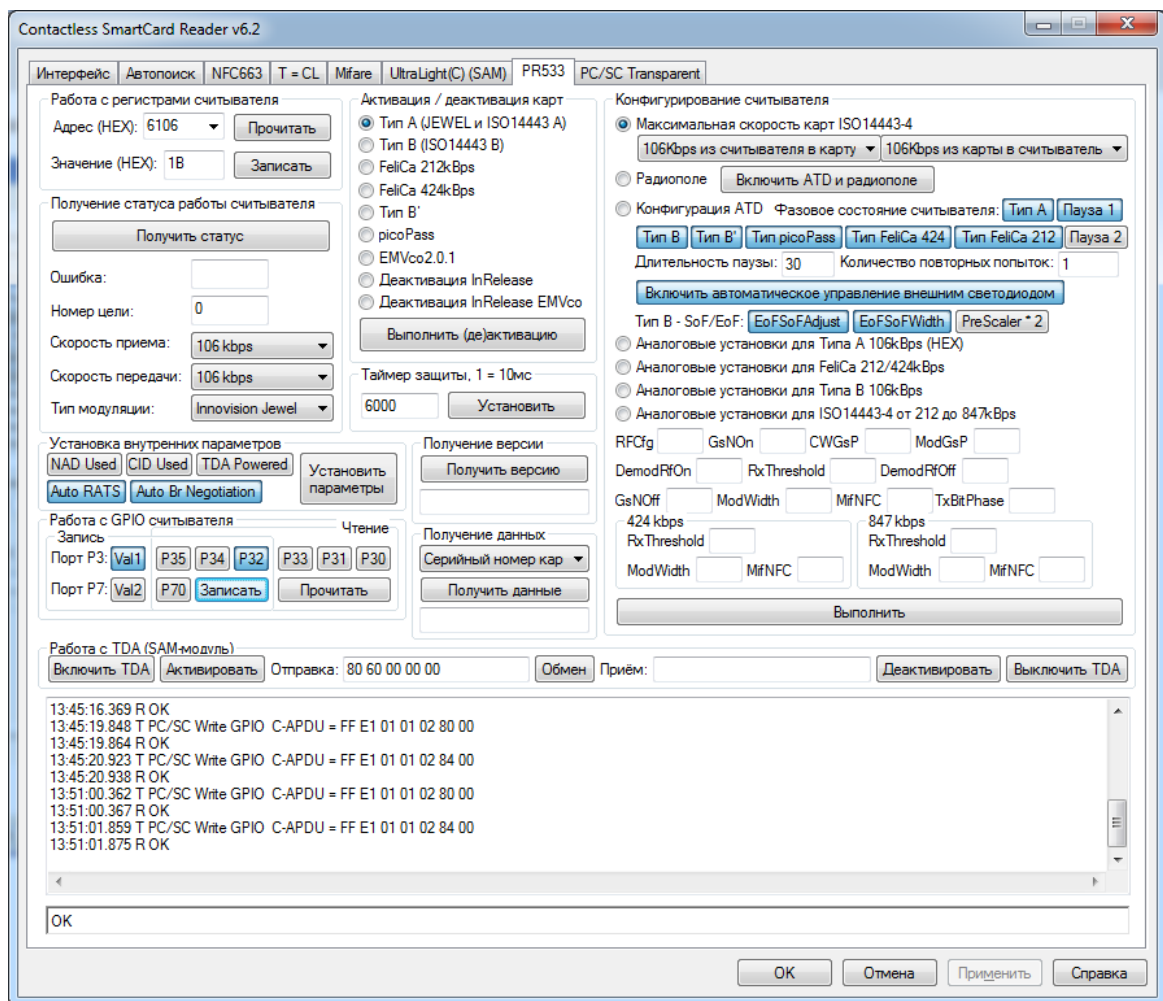 Contactless SmartCard Reader v6.2
Интерфейс Автопоиск NFC663 T = CL Mifare UltraLight(C) (SAM) PR533 PC/SC Transparent
Работа с регистрами считывателя
Адрес (HEX): 6106 Прочитать
Значение (HEX): 1B Записать
Получение статуса работы считывателя
Получить статус
Ошибка:
Номер цели: 0
Скорость приема: 106 kbps
Скорость передачи: 106 kbps
Тип модуляции: Innovision Jewel
Активация / деактивация карт
Тип A (JEWEL и ISO14443 A)
Тип B (ISO14443 B)
FeliCa 212kBps
FeliCa 424kBps
Тип B'
picoPass
EMVco2.0.1
Деактивация InRelease
Деактивация InRelease EMVco
Выполнить (де)активацию
Таймер защиты, 1 = 10мс
6000 Установить
Конфигурирование считывателя
Максимальная скорость карт ISO14443-4
106Kbps из считывателя в карту 106Kbps из карты в считыватель
Радиополе Включить ATD и радиополе
Конфигурация ATD Фазовое состояние считывателя: Тип A Пауза 1
Тип B Тип B' Тип picoPass Тип FeliCa 424 Тип FeliCa 212 Пауза 2
Длительность паузы: 30 Количество повторных попыток: 1
Включить автоматическое управление внешним светодиодом
Тип B - SoF/EoF: EoFSoFAdjust EoFSoFWidth PreScaler * 2
Аналоговые установки для Типа A 106kBps (HEX)
Аналоговые установки для FeliCa 212/424kBps
Аналоговые установки для Типа B 106kBps
Аналоговые установки для ISO14443-4 от 212 до 847kBps
RFCfg GsNOn CWGsP ModGsP
DemodRfOn RxThreshold DemodRfOff
GsNOff ModWidth MifNFC TxBitPhase
424 kbps 847 kbps
RxThreshold RxThreshold
ModWidth MifNFC ModWidth MifNFC
Выполнить
Установка внутренних параметров
NAD Used CID Used TDA Powered
Auto RATS Auto Br Negotiation
Установить
параметры
Получение версии
Получить версию
Работа с GPIO считывателя
Запись Чтение
Порт P3: Val1 P35 P34 P32 P33 P31 P30
Порт P7: Val2 P70 Записать Прочитать
Получение данных
Серийный номер кар
Получить данные
Работа с TDA (SAM-модуль)
Включить TDA Активировать Отправка: 80 60 00 00 00 Обмен Приём: Деактивировать Выключить TDA
13:45:16.369 R OK
13:45:19.848 T PC/SC Write GPIO C-APDU = FF E1 01 01 02 80 00
13:45:19.864 R OK
13:45:20.923 T PC/SC Write GPIO C-APDU = FF E1 01 01 02 84 00
13:45:20.938 R OK
13:51:00.362 T PC/SC Write GPIO C-APDU = FF E1 01 01 02 80 00
13:51:00.367 R OK
13:51:01.859 T PC/SC Write GPIO C-APDU = FF E1 01 01 02 84 00
13:51:01.875 R OK
OK
OK Отмена Применить Справка